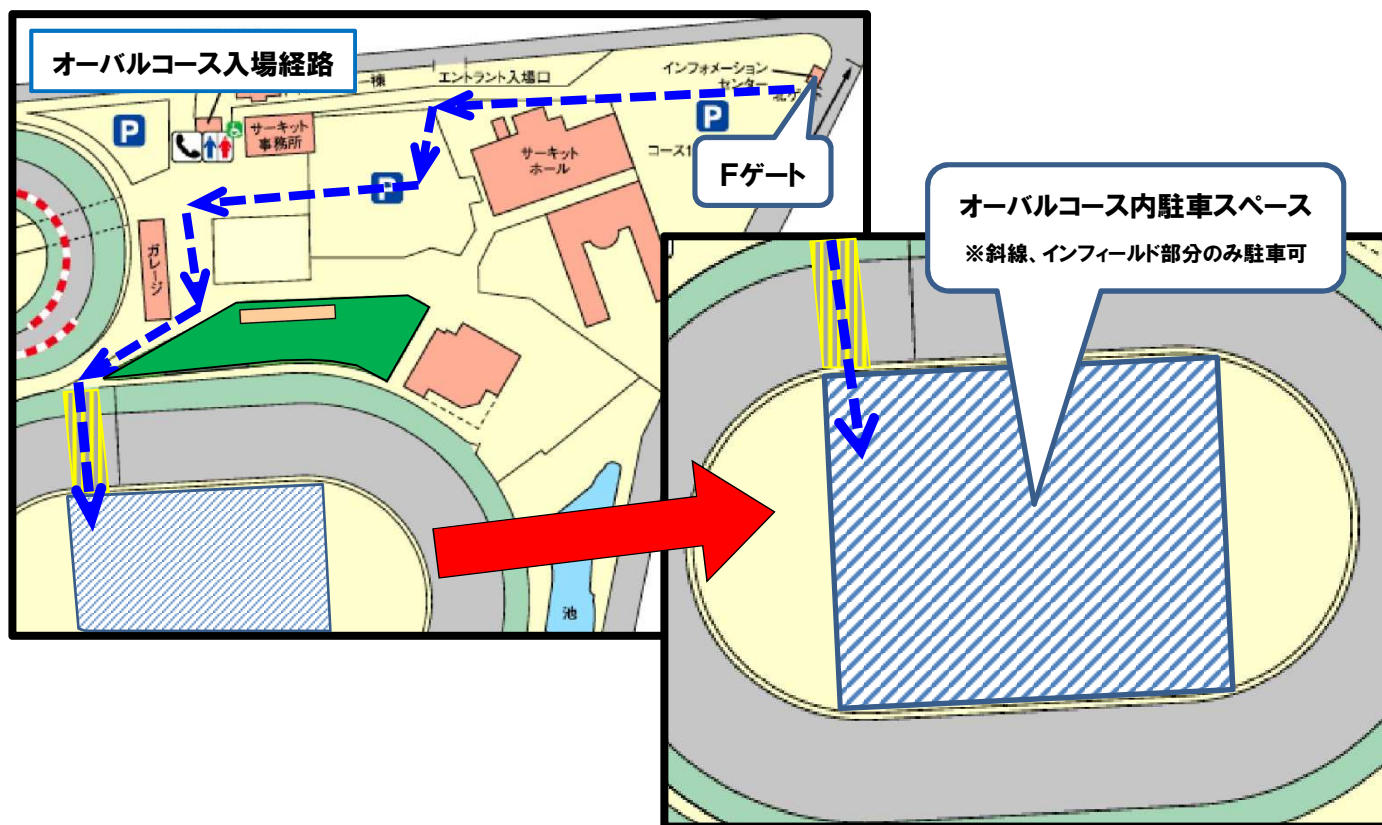 オーバルコース入場経路
棟
エントラント入場口
インフォメーション
センター
P
サーキット
事務所
P
サーキット
ホール
P
コース
Fゲート
ガレージ
池
オーバルコース内駐車スペース
※斜線、インフィールド部分のみ駐車可